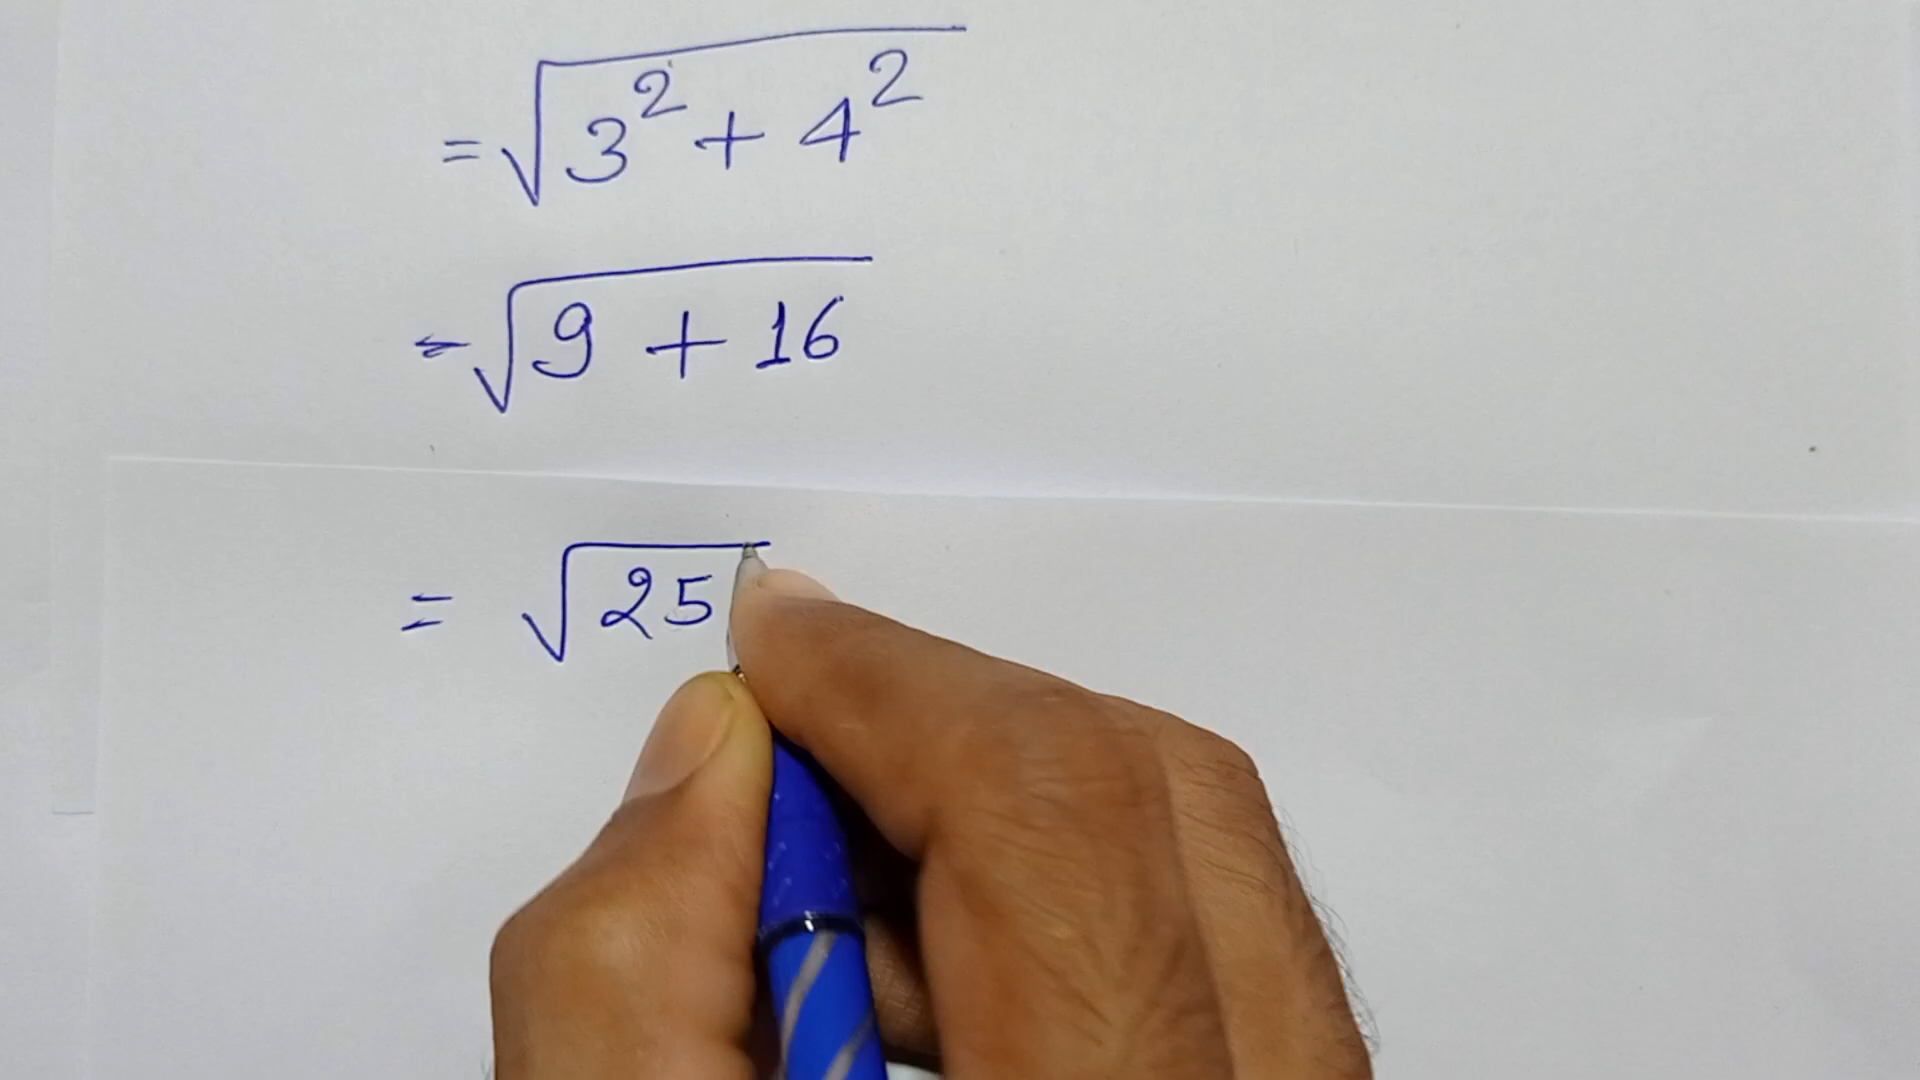 = √(3² + 4²)
= √(9 + 16)
= √25